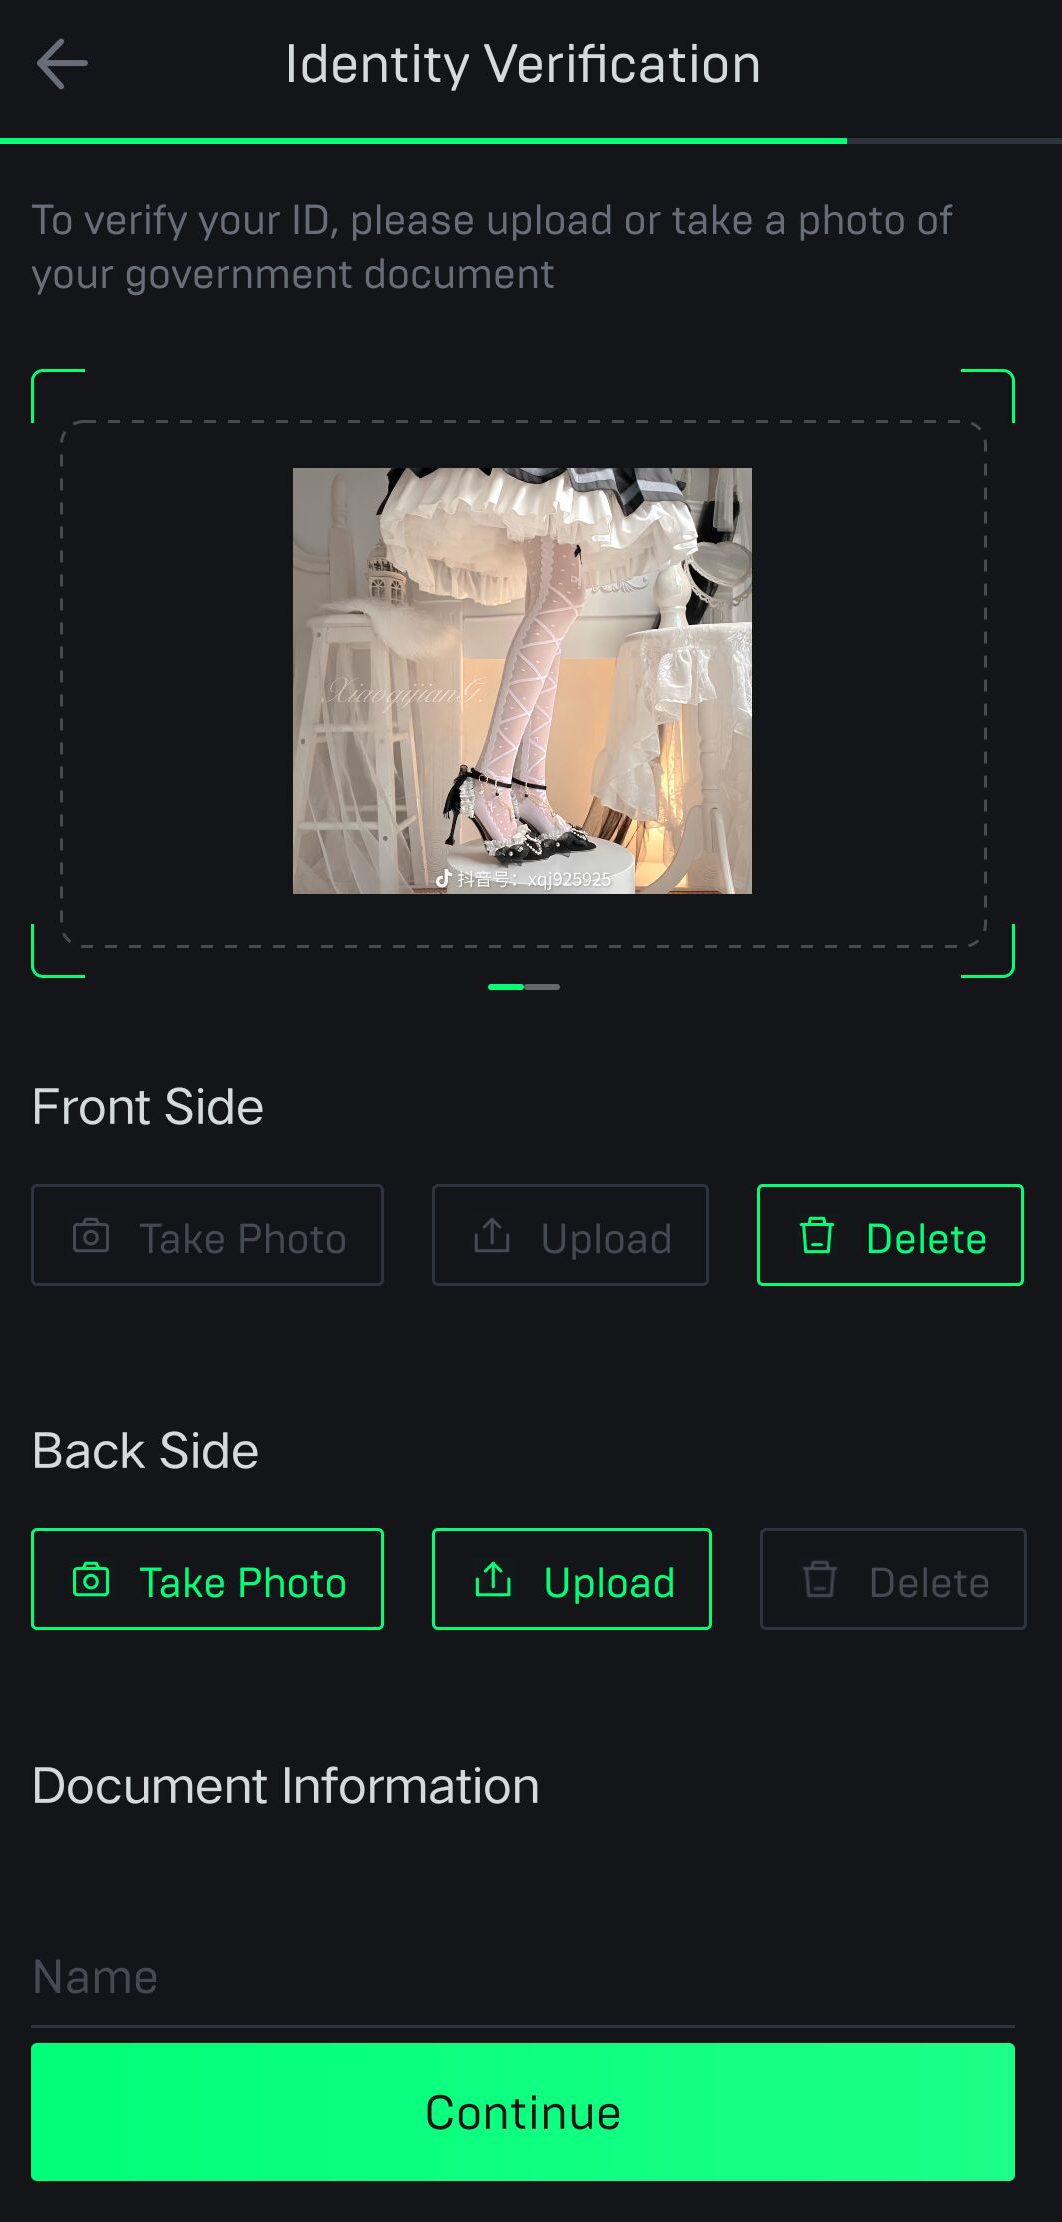 Identity Verification
To verify your ID, please upload or take a photo of
your government document
XiaoqijianG.
抖音号: xqj925925
Front Side
Take Photo
Upload
Delete
Back Side
Take Photo
Upload
Delete
Document Information
Name
Continue